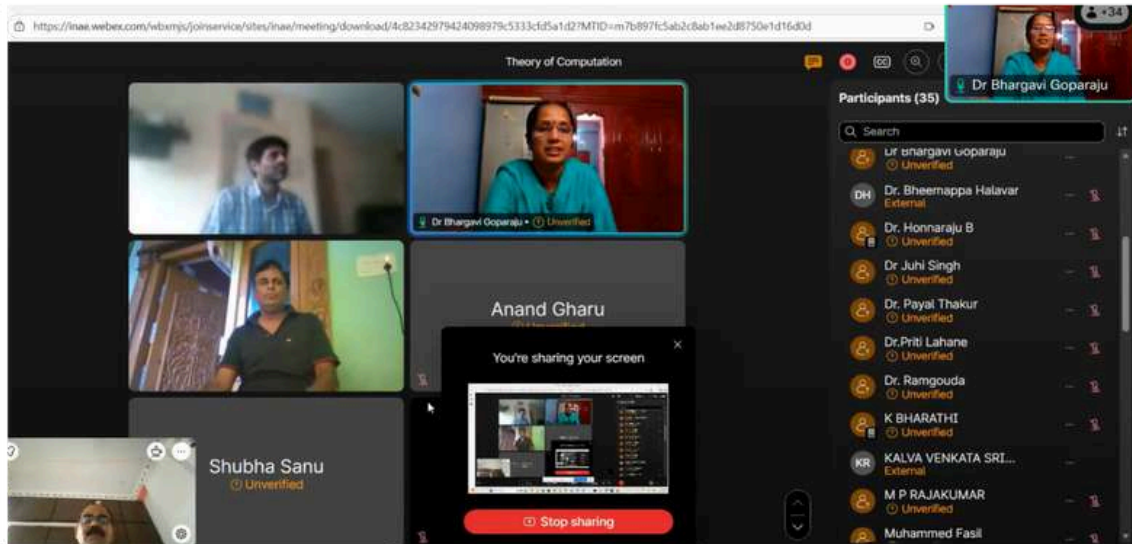 https://inae.webex.com/wbxmjs/joinservice/sites/inae/meeting/download/4c82342979424098979c5333cfd5a1d2?MTID=m7b897fc5ab2c8ab1ee2d8750e1d16d0d
+34
Dr Bhargavi Goparaju
Theory of Computation
CC
Participants (35)
Search
Dr Bhargavi Goparaju
Unverified
DH
Dr. Bheemappa Halavar
External
Dr. Honnaraju B
Unverified
Dr Juhi Singh
Unverified
Dr. Payal Thakur
Unverified
Dr.Priti Lahane
Unverified
Dr. Ramgouda
Unverified
K BHARATHI
Unverified
KR
KALVA VENKATA SRI...
External
M P RAJAKUMAR
Unverified
Muhammed Fasil
Dr Bhargavi Goparaju • Unverified
Anand Gharu
Unverified
You're sharing your screen
Stop sharing
Shubha Sanu
Unverified